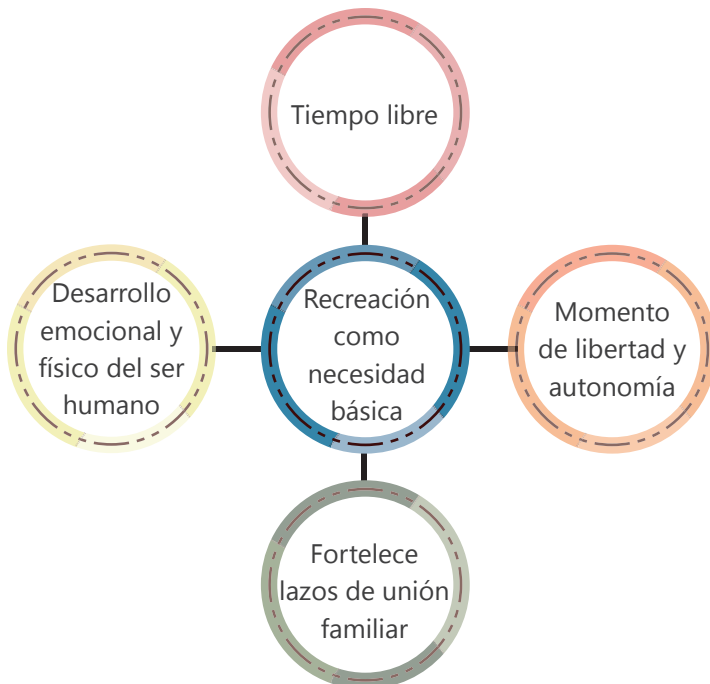 Tiempo libre
Desarrollo
emocional y
físico del ser
humano
Recreación
como
necesidad
básica
Momento
de libertad y
autonomía
Fortelece
lazos de unión
familiar